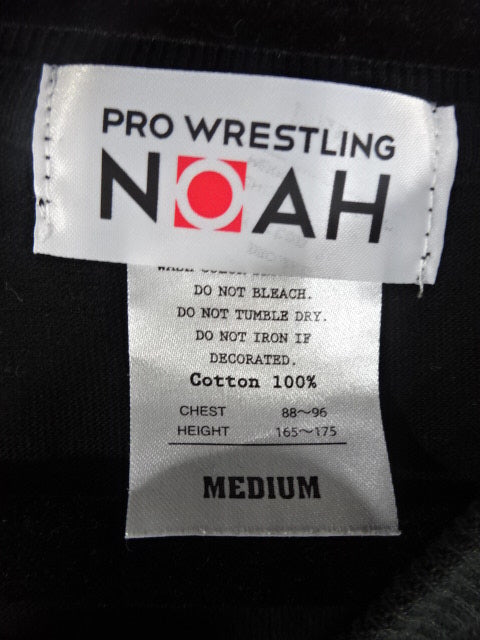 PRO WRESTLING
NOAH
DO NOT BLEACH.
DO NOT TUMBLE DRY.
DO NOT IRON IF
DECORATED.
Cotton 100%
CHEST 88～96
HEIGHT 165～175
MEDIUM